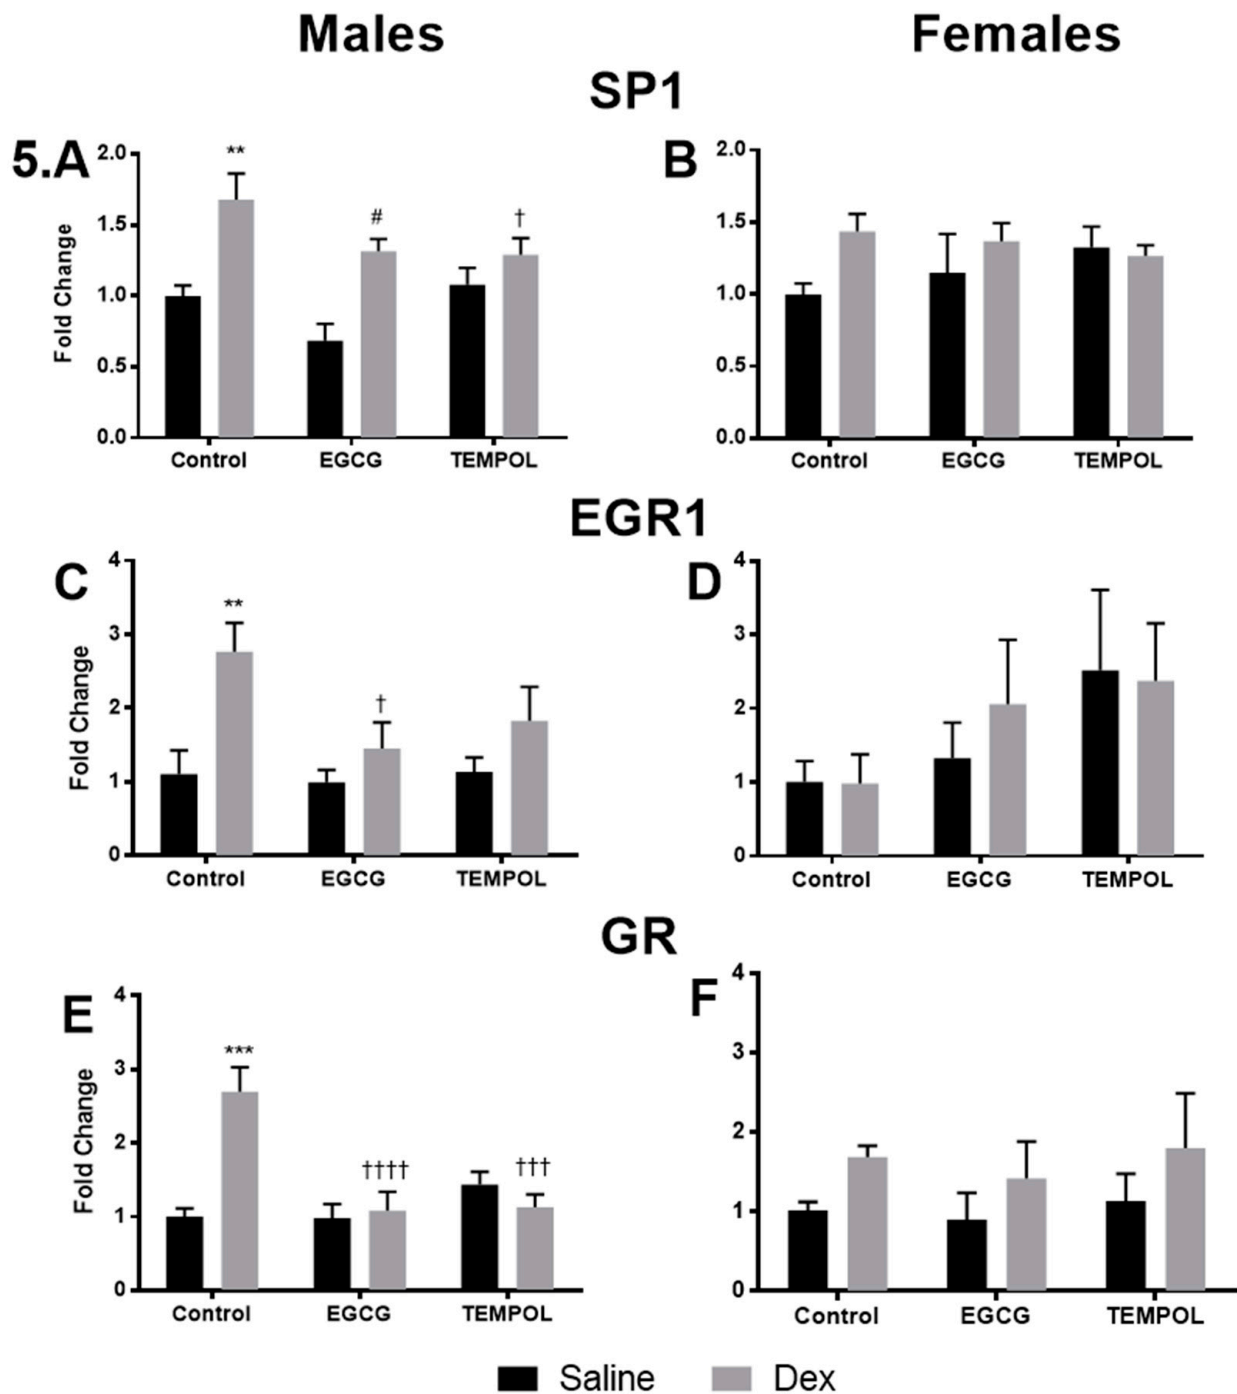 Males Females
SP1
5.A B
2.0 ** 2.0
1.5 # † 1.5
Fold Change
1.0 1.0
0.5 0.5
0.0 0.0
Control EGCG TEMPOL Control EGCG TEMPOL
EGR1
C D
4 4
** 
3 3
Fold Change
† 
2 2
1 1
0 0
Control EGCG TEMPOL Control EGCG TEMPOL
GR
E F
4 4
***
3 3
Fold Change
2 2
†††† †††
1 1
0 0
Control EGCG TEMPOL Control EGCG TEMPOL
Saline Dex